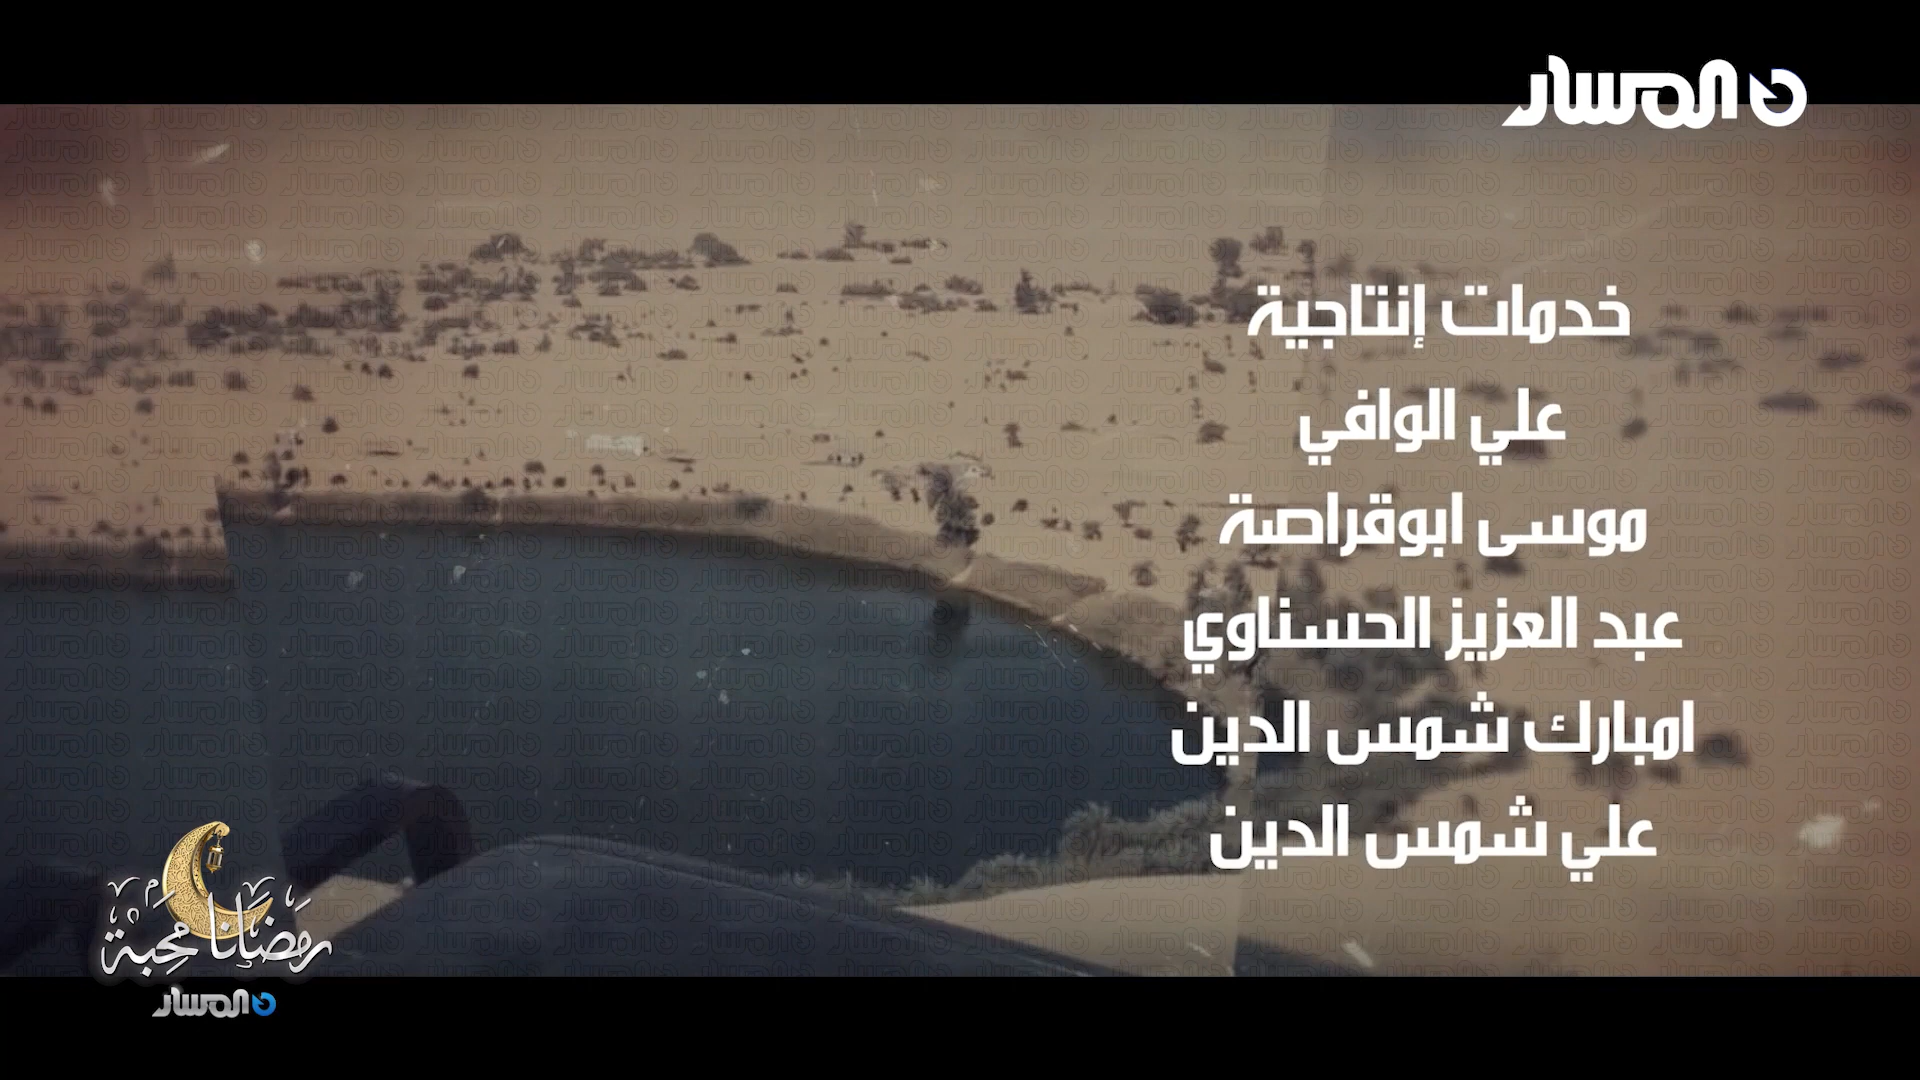 المسار
خدمات إنتاجية
علي الوافي
موسى ابوقراصة
عبد العزيز الحسناوي
امبارك شمس الدين
علي شمس الدين
رمضاننا محبة
المسار